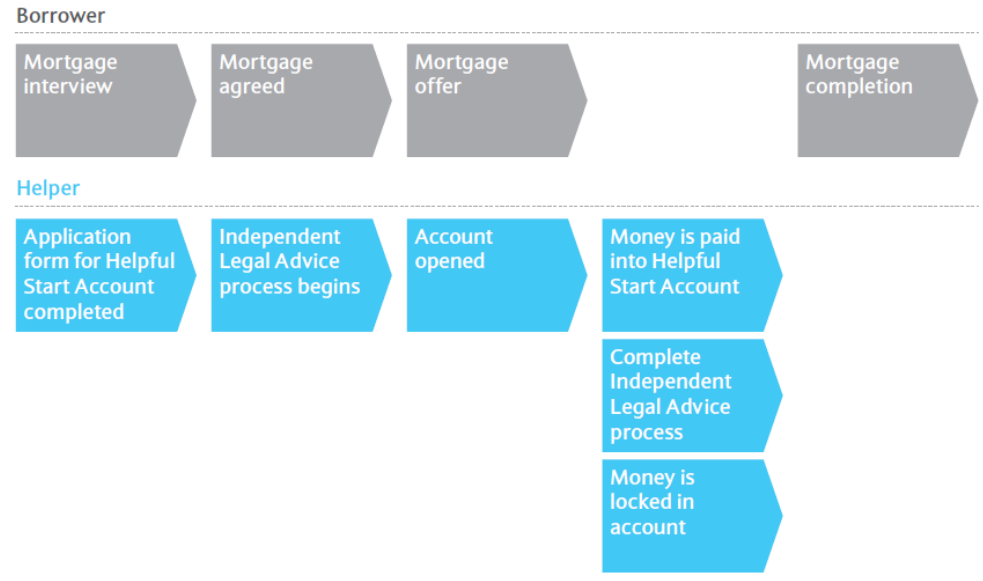 Borrower
Mortgage
interview
Mortgage
agreed
Mortgage
offer
Mortgage
completion
Helper
Application
form for Helpful
Start Account
completed
Independent
Legal Advice
process begins
Account
opened
Money is paid
into Helpful
Start Account
Complete
Independent
Legal Advice
process
Money is
locked in
account